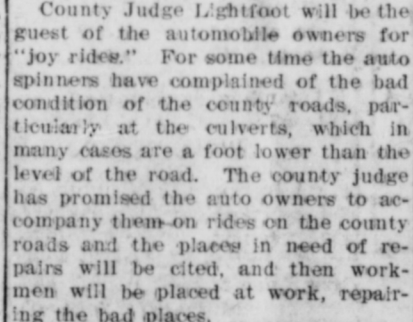 County Judge Lightfoot will be the
guest of the automobile owners for
"joy rides." For some time the auto
spinners have complained of the bad
condition of the county roads, par-
ticularly at the culverts, which in
many cases are a foot lower than the
level of the road. The county judge
has promised the auto owners to ac-
company them on rides on the county
roads and the places in need of re-
pairs will be cited, and then work-
men will be placed at work, repair-
ing the bad places.